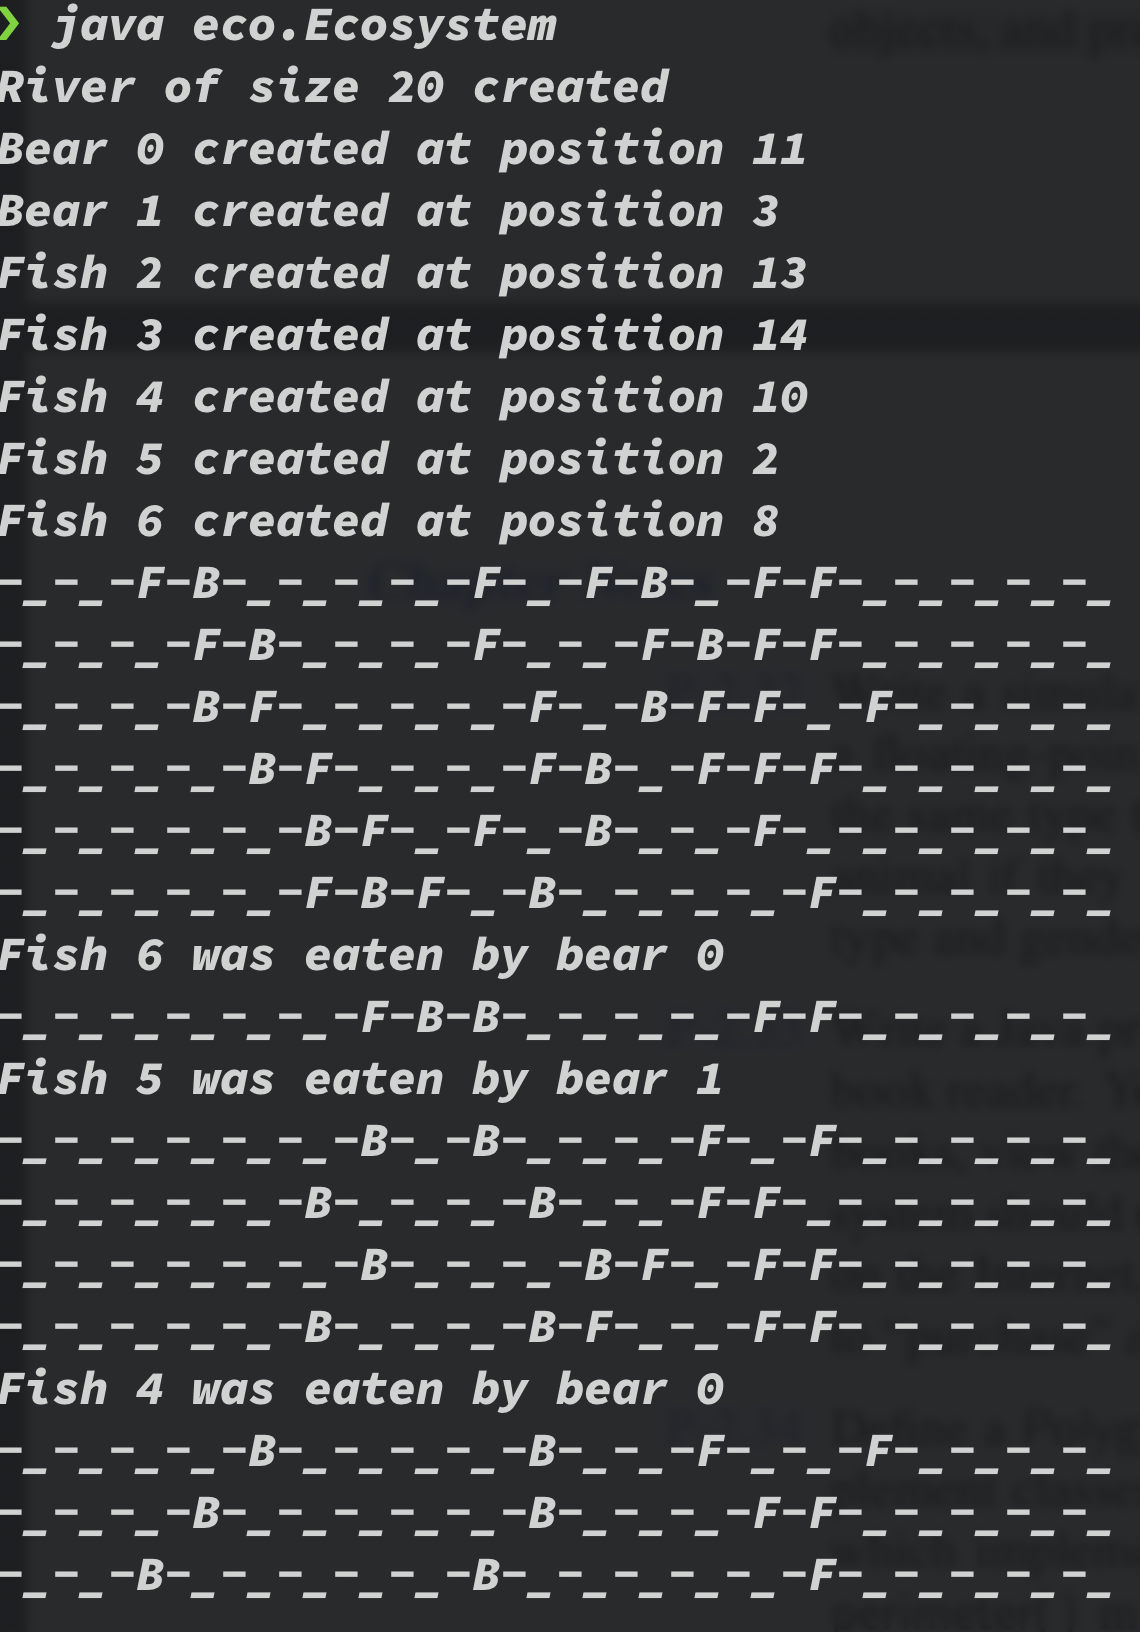 ❯ java eco.Ecosystem
River of size 20 created
Bear 0 created at position 11
Bear 1 created at position 3
Fish 2 created at position 13
Fish 3 created at position 14
Fish 4 created at position 10
Fish 5 created at position 2
Fish 6 created at position 8
-_-_-F-B-_-_-_-_-F-_-F-B-_-F-F-_-_-_-_-_
-_-_-_-F-B-_-_-_-F-_-_-F-B-F-F-_-_-_-_-_
-_-_-_-B-F-_-_-_-_-F-_-B-F-F-_-F-_-_-_-_
-_-_-_-_-B-F-_-_-_-F-B-_-F-F-F-_-_-_-_-_
-_-_-_-_-_-B-F-_-F-_-B-_-_-F-_-_-_-_-_-_
-_-_-_-_-_-F-B-F-_-B-_-_-_-_-F-_-_-_-_-_
Fish 6 was eaten by bear 0
-_-_-_-_-_-_-F-B-B-_-_-_-_-F-F-_-_-_-_-_
Fish 5 was eaten by bear 1
-_-_-_-_-_-_-B-_-B-_-_-_-F-_-F-_-_-_-_-_
-_-_-_-_-_-B-_-_-_-B-_-_-F-F-_-_-_-_-_-_
-_-_-_-_-_-_-B-_-_-_-B-F-_-F-F-_-_-_-_-_
-_-_-_-_-_-B-_-_-_-B-F-_-_-F-F-_-_-_-_-_
Fish 4 was eaten by bear 0
-_-_-_-_-B-_-_-_-_-B-_-_-F-_-_-F-_-_-_-_
-_-_-_-B-_-_-_-_-_-B-_-_-_-F-F-_-_-_-_-_
-_-_-B-_-_-_-_-_-B-_-_-_-_-_-F-_-_-_-_-_